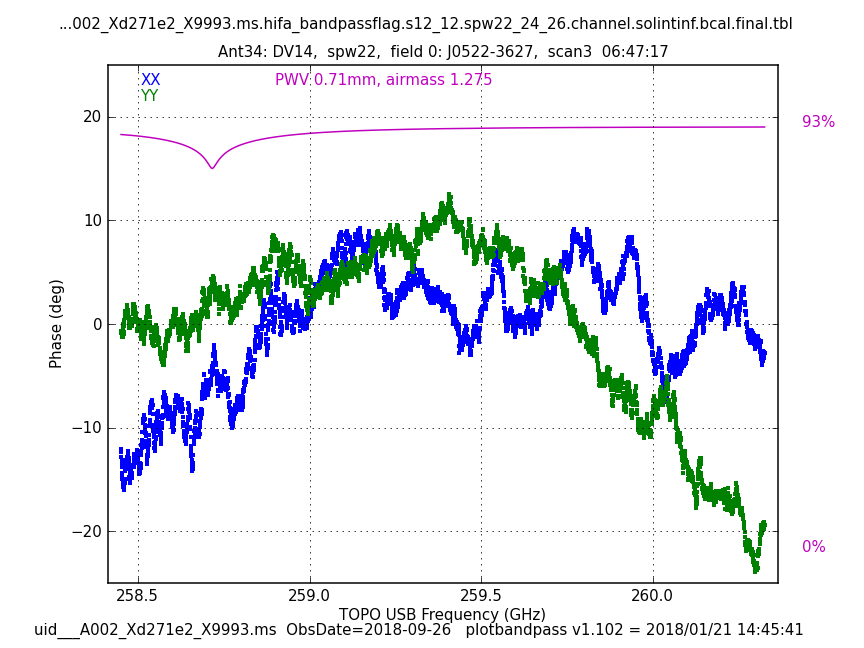 ...002_Xd271e2_X9993.ms.hifa_bandpassflag.s12_12.spw22_24_26.channel.solintinf.bcal.final.tbl
Ant34: DV14,  spw22,  field 0: J0522-3627,  scan3  06:47:17
XX
PWV 0.71mm, airmass 1.275
YY
93%
20
10
0
−10
−20
0%
Phase (deg)
258.5
259.0
259.5
260.0
TOPO USB Frequency (GHz)
uid___A002_Xd271e2_X9993.ms  ObsDate=2018-09-26   plotbandpass v1.102 = 2018/01/21 14:45:41